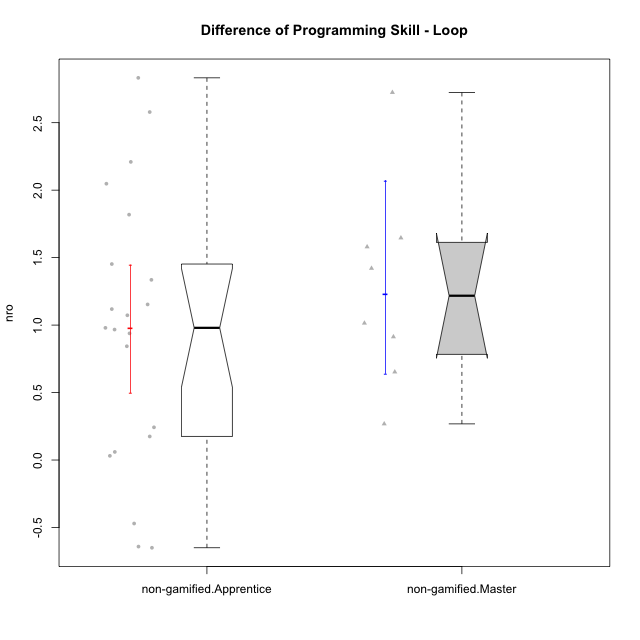 Difference of Programming Skill - Loop
nro
2.5
2.0
1.5
1.0
0.5
0.0
-0.5
non-gamified.Apprentice
non-gamified.Master